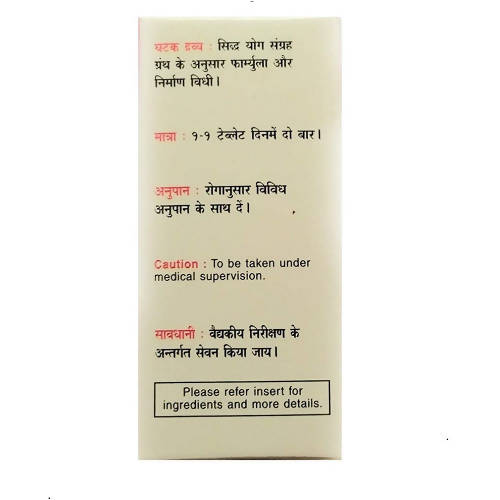 घटक द्रव्य : सिद्ध योग संग्रह
ग्रंथ के अनुसार फार्म्युला और
निर्माण विधी।
मात्रा : १-१ टेब्लेट दिनमें दो बार।
अनुपान : रोगानुसार विविध
अनुपान के साथ दें।
Caution : To be taken under
medical supervision.
सावधानी : वैद्यकीय निरीक्षण के
अन्तर्गत सेवन किया जाय।
Please refer insert for
ingredients and more details.